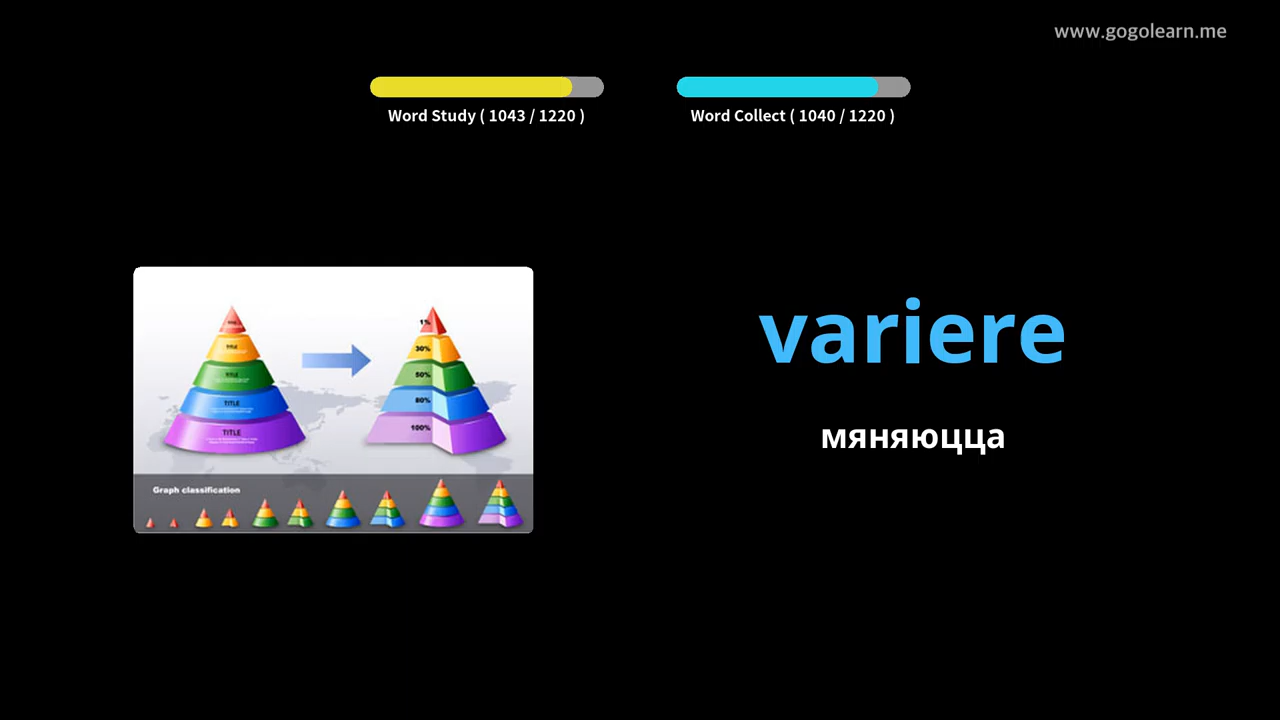 www.gogolearn.me
Word Study ( 1043 / 1220 )
Word Collect ( 1040 / 1220 )
variere
мяняюцца
TITLE
TITLE
TITLE
TITLE
1%
30%
50%
80%
100%
Graph classification